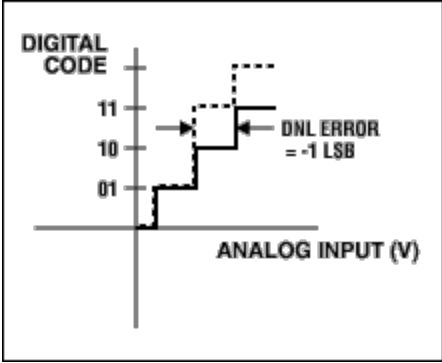 DIGITAL
CODE
11
10
01
DNL ERROR
= -1 LSB
ANALOG INPUT (V)